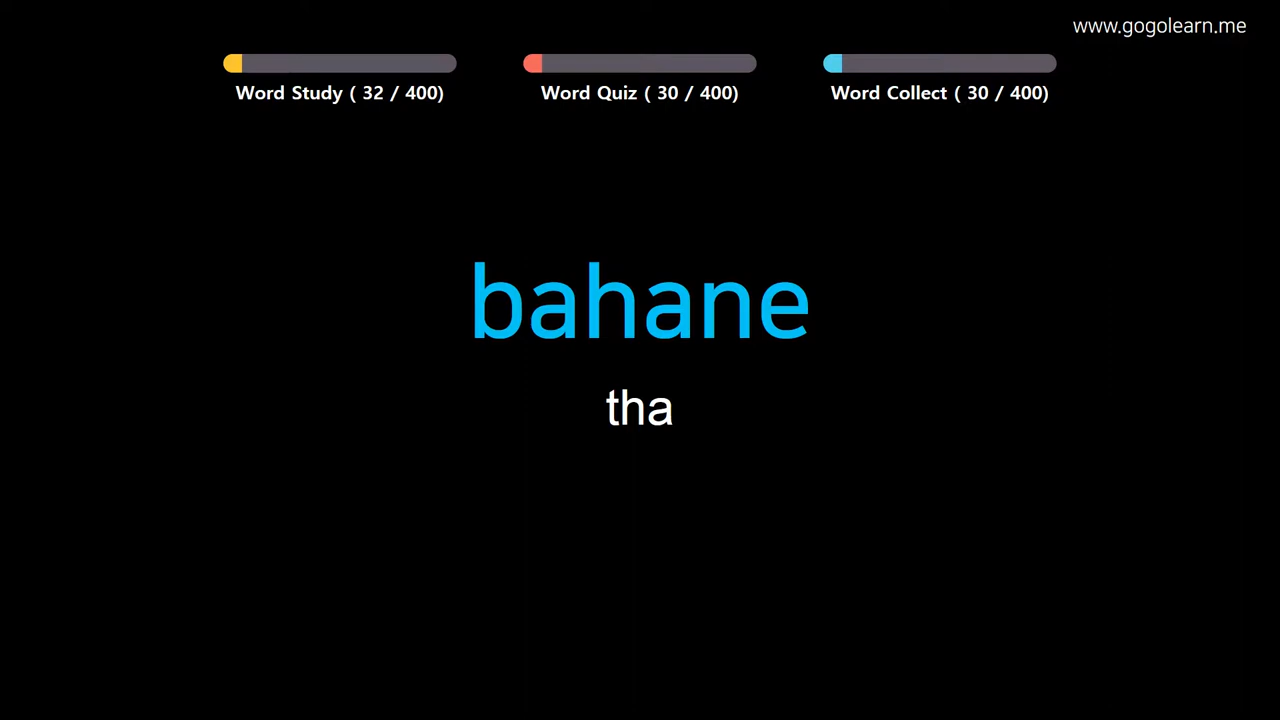 www.gogolearn.me
Word Study ( 32 / 400)
Word Quiz ( 30 / 400)
Word Collect ( 30 / 400)
bahane
tha